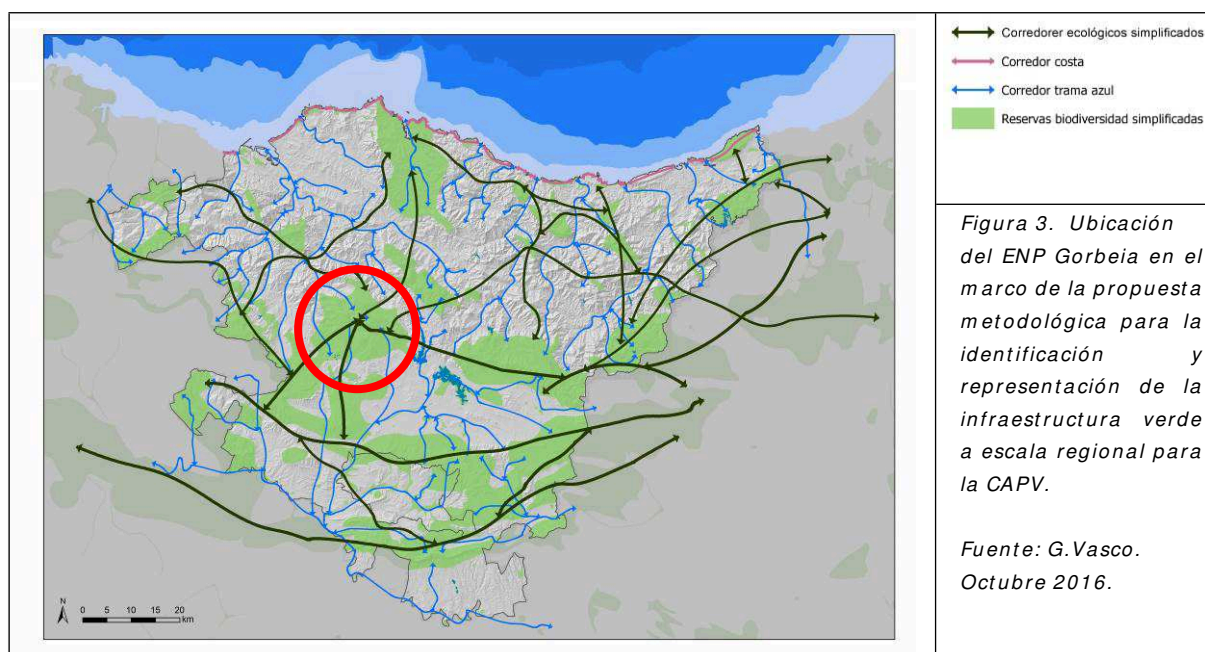 Corredorer ecológicos simplificados
Corredor costa
Corredor trama azul
Reservas biodiversidad simplificadas
Figura 3. Ubicación
del ENP Gorbeia en el
marco de la propuesta
metodológica para la
identificación y
representación de la
infraestructura verde
a escala regional para
la CAPV.
Fuente: G.Vasco.
Octubre 2016.
N
0 5 10 15 20
km